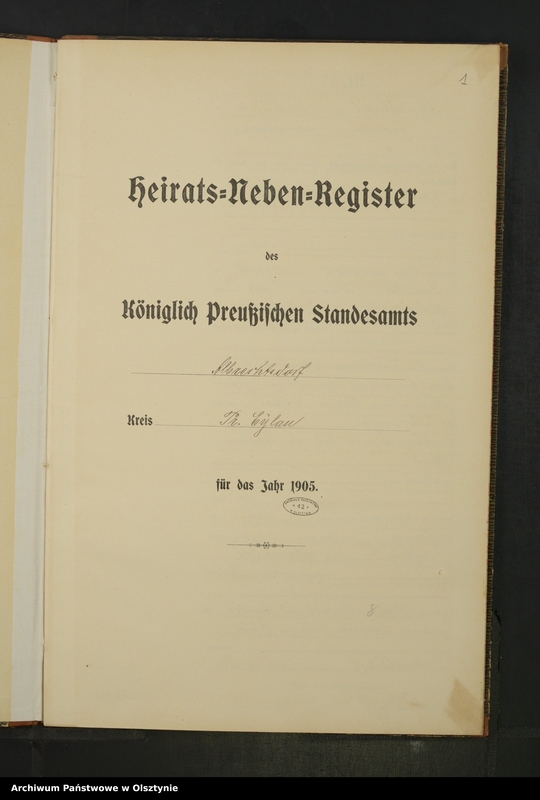 1
Heirats=Neben=Register
des
Königlich Preußischen Standesamts
Albrechtsdorf
Kreis Pr. Eylau
für das Jahr 1905.
* 42 *
8
Archiwum Państwowe w Olsztynie